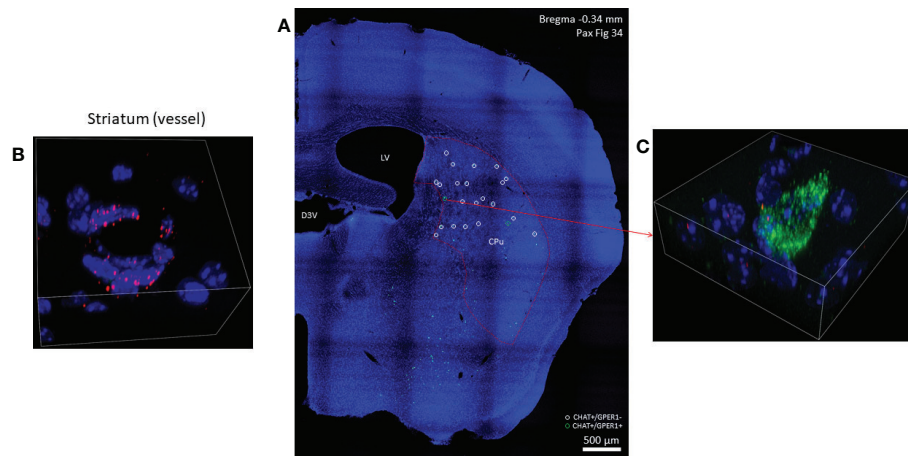 A
Bregma -0.34 mm
Pax Fig 34
Striatum (vessel)
B
C
LV
D3V
CPu
CHAT+/GPER1-
CHAT+/GPER1+
500 µm